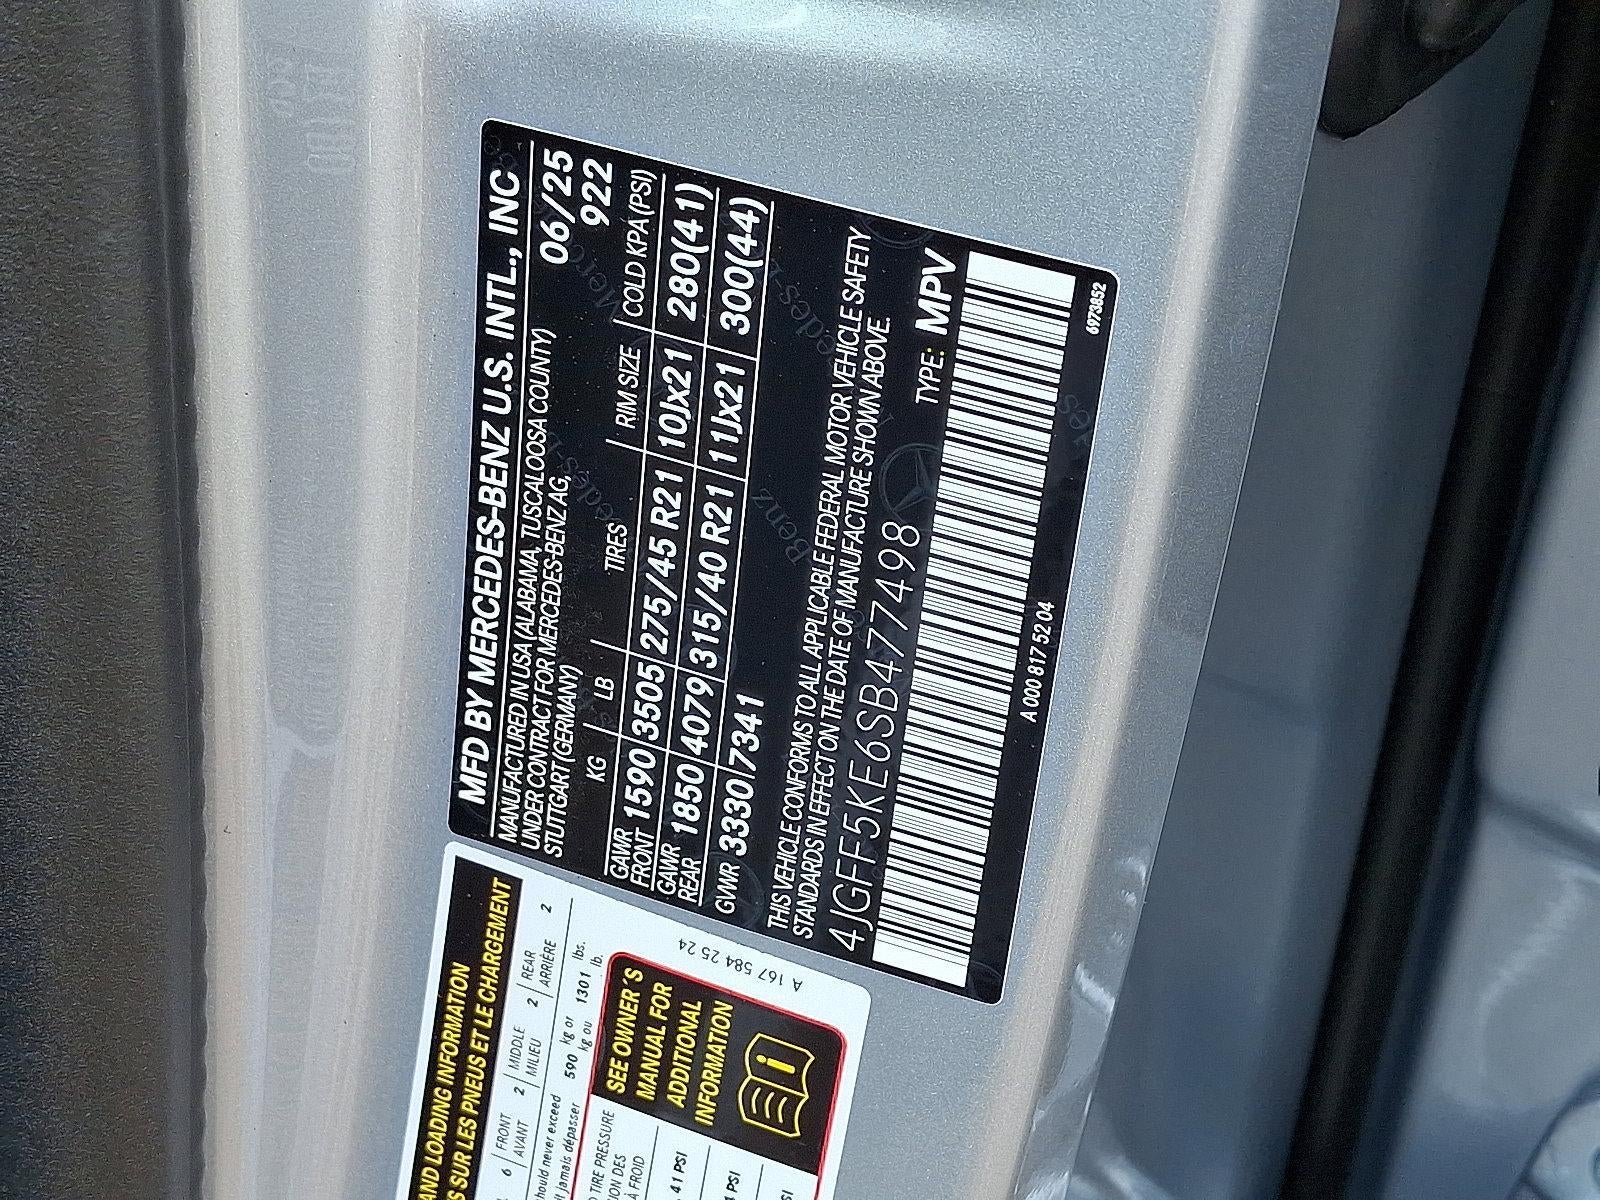 MFD BY MERCEDES-BENZ U.S. INTL., INC
MANUFACTURED IN USA (ALABAMA, TUSCALOOSA COUNTY) 06/25
UNDER CONTRACT FOR MERCEDES-BENZ AG, 922
STUTTGART (GERMANY)
KG LB TIRES RIM SIZE COLD KPA (PSI)
GAWR FRONT 1590 3505 275/45 R21 10Jx21 280(41)
GAWR REAR 1850 4079 315/40 R21 11Jx21 300(44)
GVWR 3330 7341
THIS VEHICLE CONFORMS TO ALL APPLICABLE FEDERAL MOTOR VEHICLE SAFETY
STANDARDS IN EFFECT ON THE DATE OF MANUFACTURE SHOWN ABOVE.
4JGFF5KE6SB477498 TYPE: MPV
A 000 817 52 04
6973852
AND LOADING INFORMATION
SUR LES PNEUS ET LE CHARGEMENT
6 FRONT 2 MIDDLE 2 REAR 2
AVANT MILIEU ARRIÈRE
should never exceed 590 kg or 1301 lbs.
jamais dépasser kg ou lb.
TIRE PRESSURE
DES
À FROID
41 PSI
PSI
SEE OWNER'S
MANUAL FOR
ADDITIONAL
INFORMATION
A 167 584 25 24